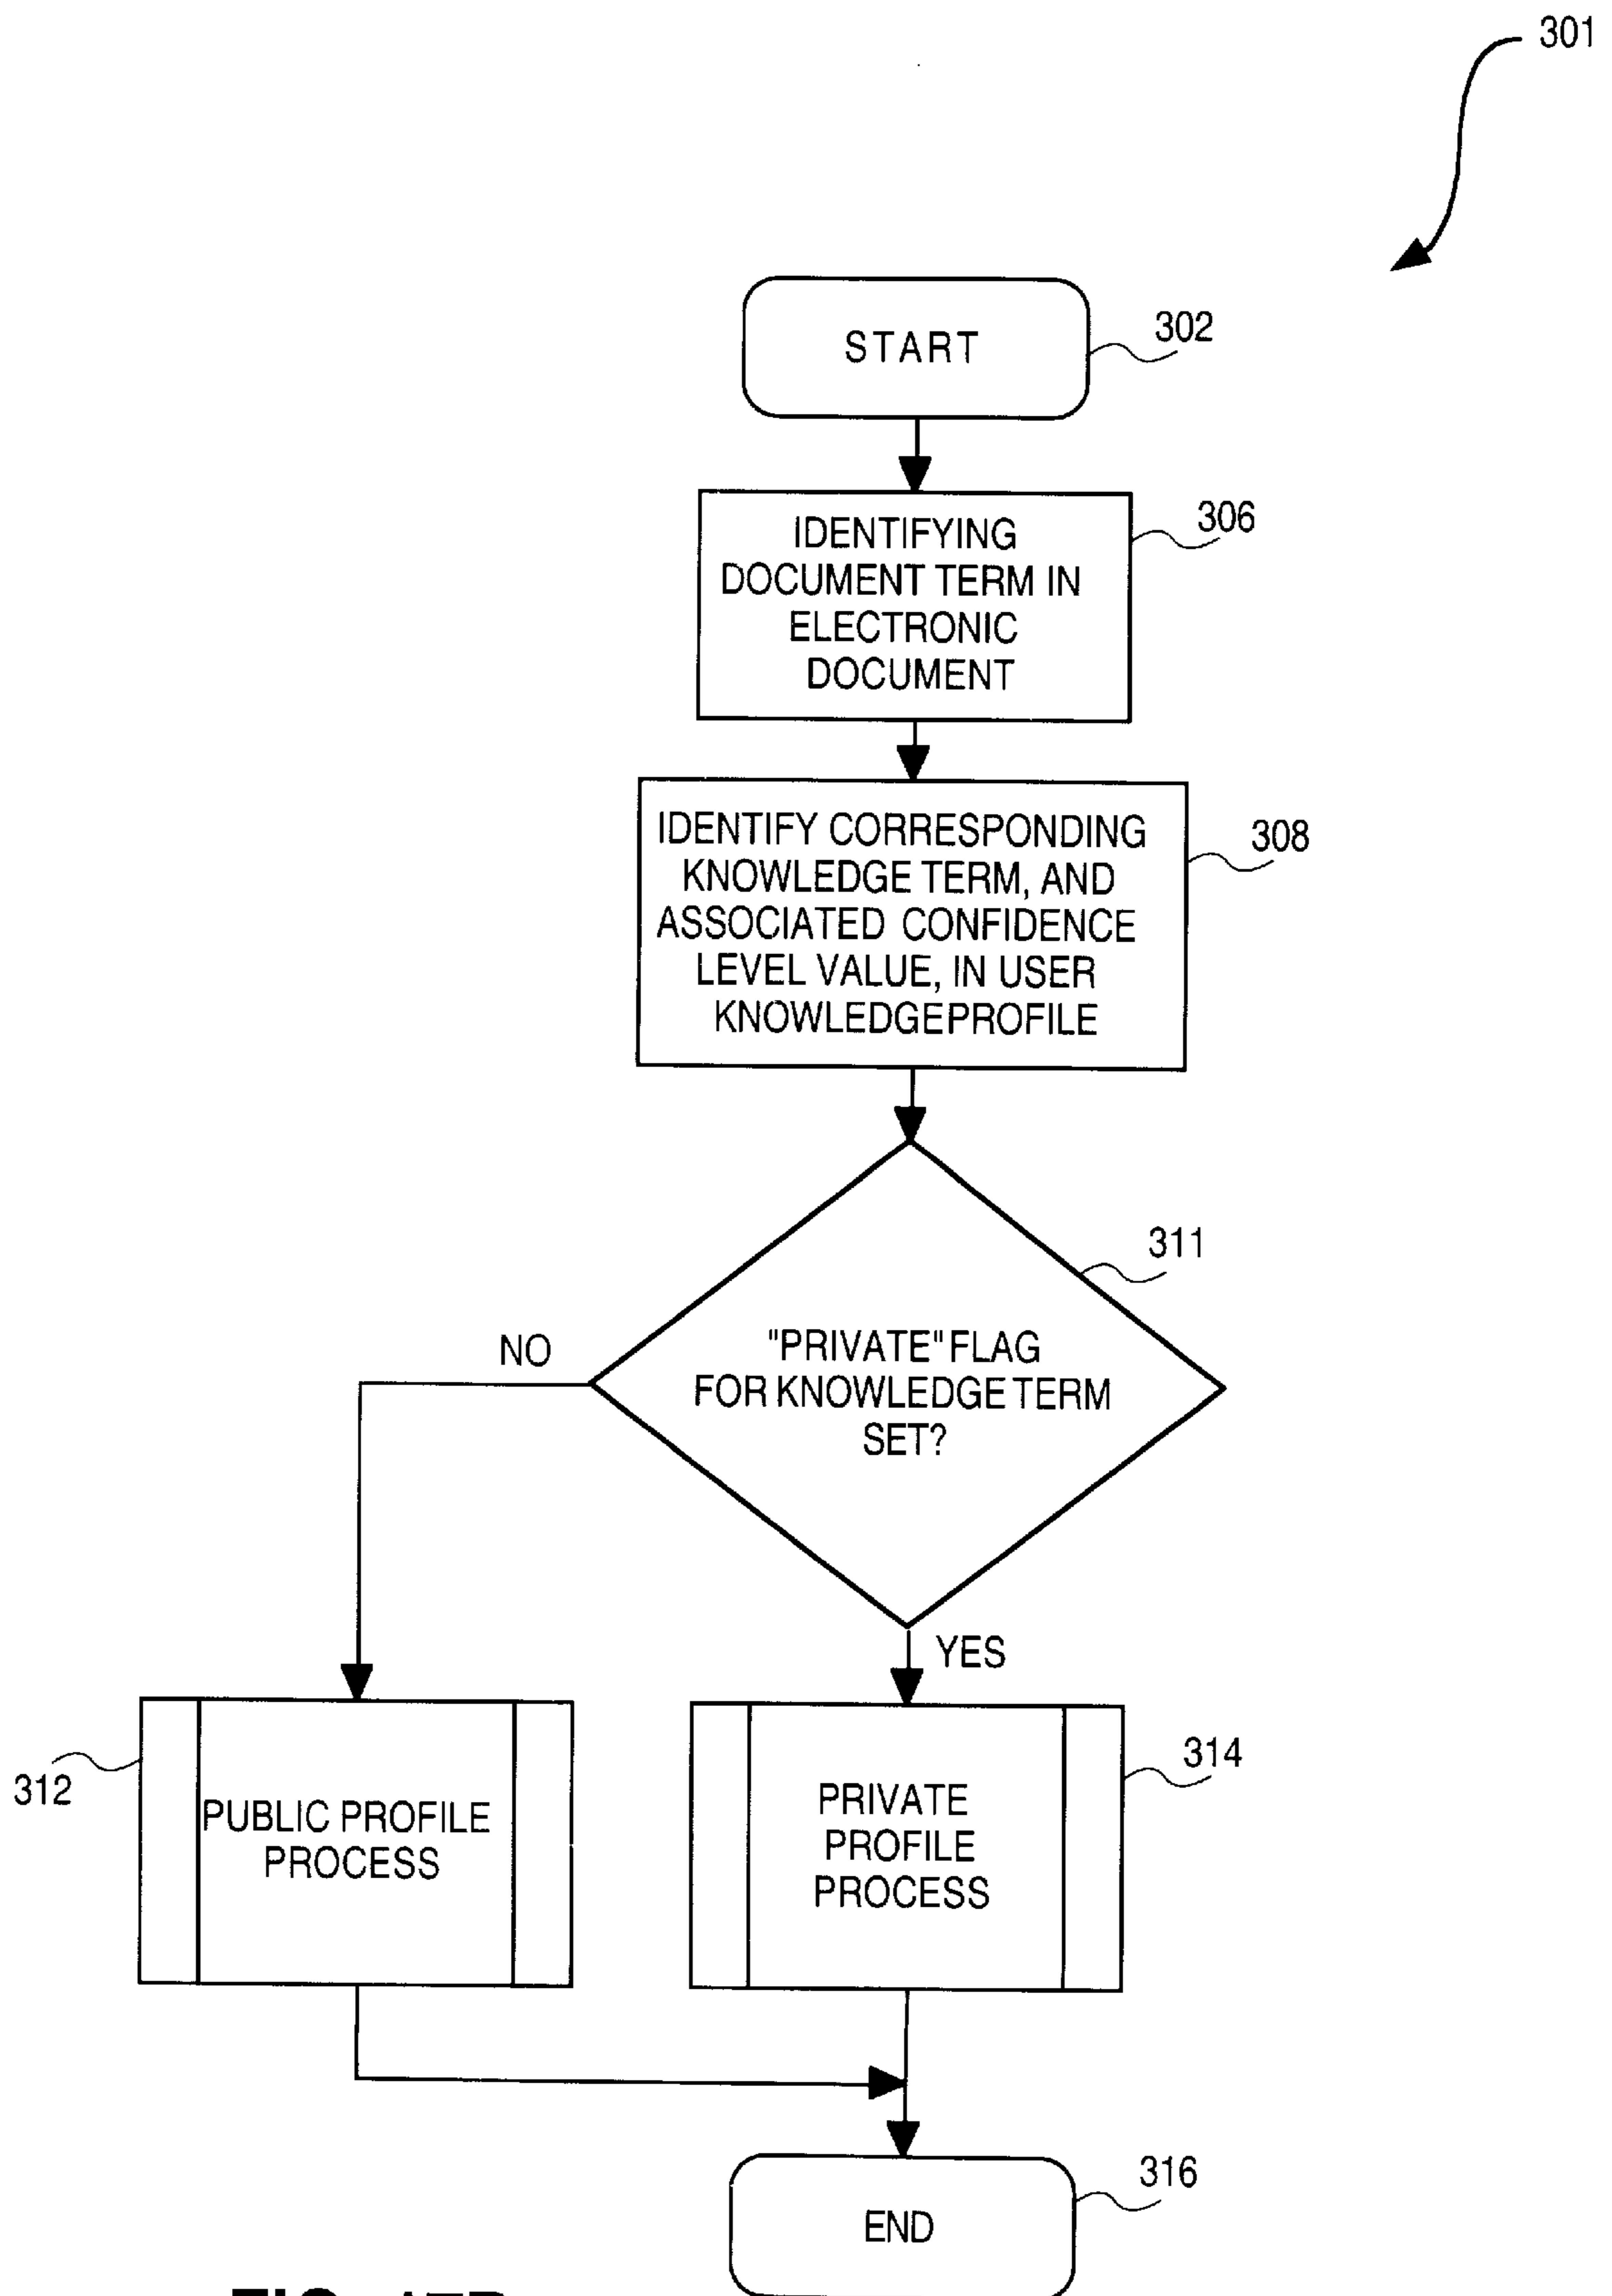 301
START
302
IDENTIFYING
DOCUMENT TERM IN
ELECTRONIC
DOCUMENT
306
IDENTIFY CORRESPONDING
KNOWLEDGE TERM, AND
ASSOCIATED CONFIDENCE
LEVEL VALUE, IN USER
KNOWLEDGEPROFILE
308
311
"PRIVATE" FLAG
FOR KNOWLEDGE TERM
SET?
NO
YES
312
PUBLIC PROFILE
PROCESS
PRIVATE
PROFILE
PROCESS
314
END
316